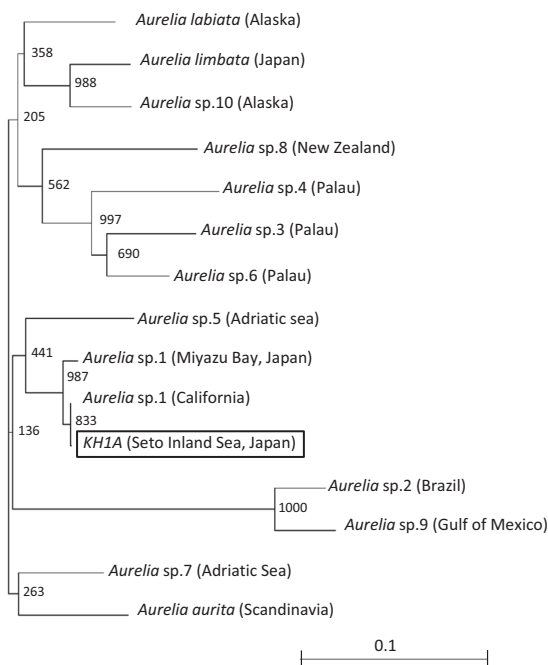 Aurelia labiata (Alaska)
358
Aurelia limbata (Japan)
988
Aurelia sp.10 (Alaska)
205
Aurelia sp.8 (New Zealand)
562
Aurelia sp.4 (Palau)
997
Aurelia sp.3 (Palau)
690
Aurelia sp.6 (Palau)
Aurelia sp.5 (Adriatic sea)
441
Aurelia sp.1 (Miyazu Bay, Japan)
987
Aurelia sp.1 (California)
833
136
KH1A (Seto Inland Sea, Japan)
Aurelia sp.2 (Brazil)
1000
Aurelia sp.9 (Gulf of Mexico)
Aurelia sp.7 (Adriatic Sea)
263
Aurelia aurita (Scandinavia)
0.1